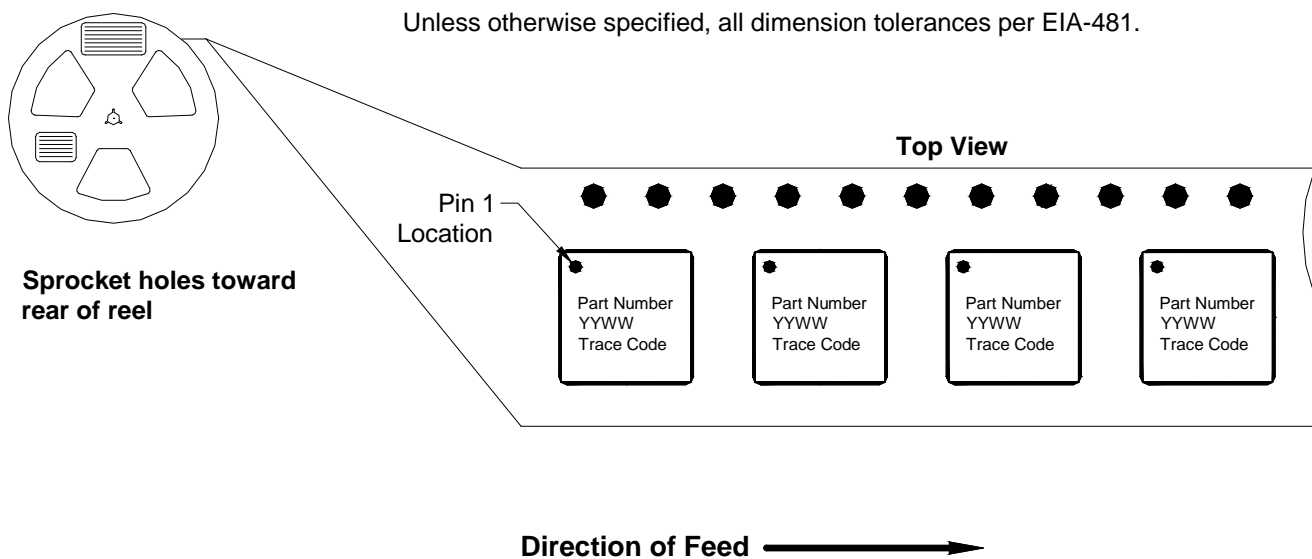 Unless otherwise specified, all dimension tolerances per EIA-481.
Top View
Pin 1
Location
Sprocket holes toward
rear of reel
Part Number
YYWW
Trace Code
Part Number
YYWW
Trace Code
Part Number
YYWW
Trace Code
Part Number
YYWW
Trace Code
Direction of Feed